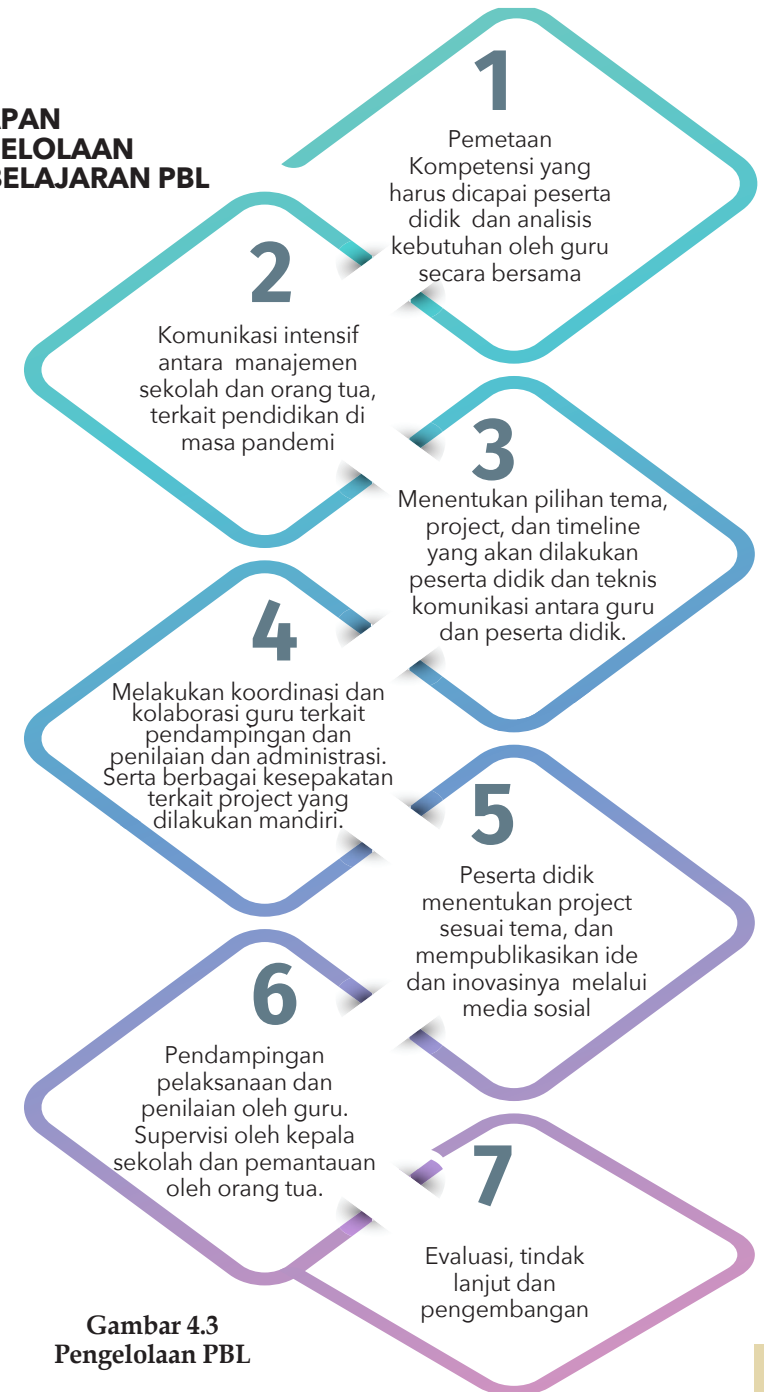 APAN
ELOLAAN
BELAJARAN PBL
1
Pemetaan
Kompetensi yang
harus dicapai peserta
didik dan analisis
kebutuhan oleh guru
secara bersama
2
Komunikasi intensif
antara manajemen
sekolah dan orang tua,
terkait pendidikan di
masa pandemi
3
Menentukan pilihan tema,
project, dan timeline
yang akan dilakukan
peserta didik dan teknis
komunikasi antara guru
dan peserta didik.
4
Melakukan koordinasi dan
kolaborasi guru terkait
pendampingan dan
penilaian dan administrasi.
Serta berbagai kesepakatan
terkait project yang
dilakukan mandiri.
5
Peserta didik
menentukan project
sesuai tema, dan
mempublikasikan ide
dan inovasinya melalui
media sosial
6
Pendampingan
pelaksanaan dan
penilaian oleh guru.
Supervisi oleh kepala
sekolah dan pemantauan
oleh orang tua.
7
Evaluasi, tindak
lanjut dan
pengembangan
Gambar 4.3
Pengelolaan PBL